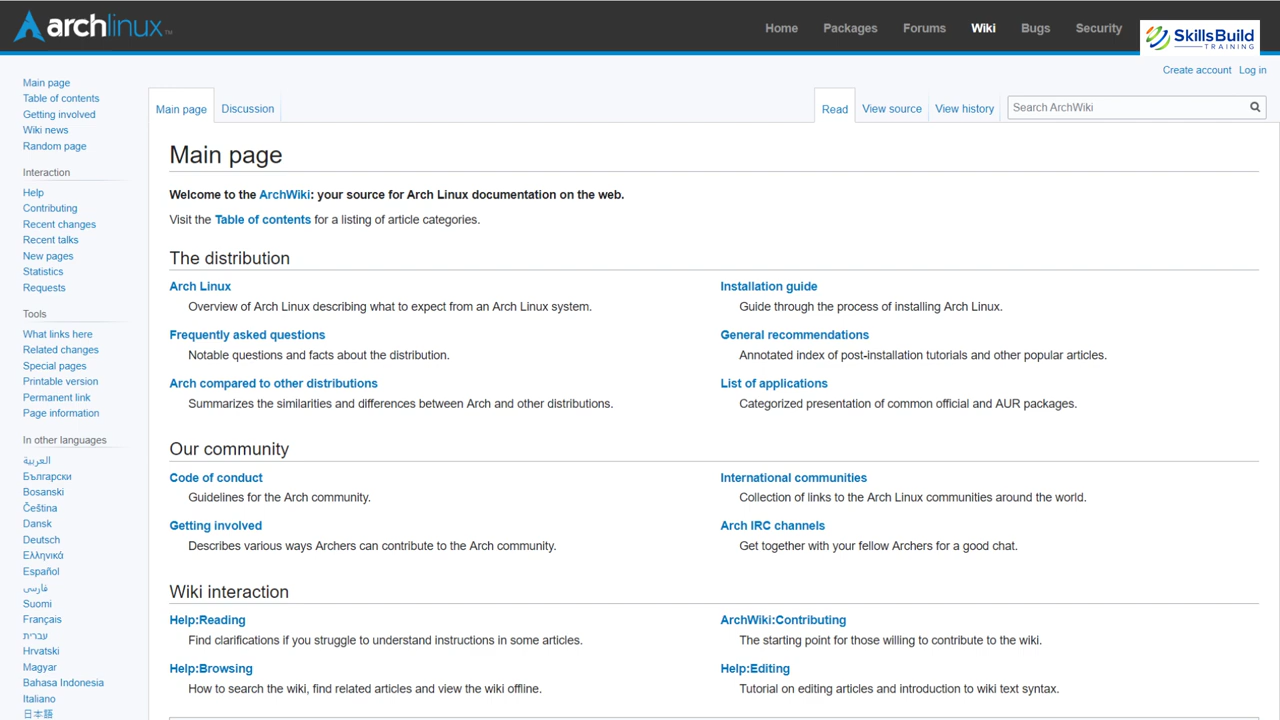 archlinux™
Home Packages Forums Wiki Bugs Security
SkillsBuild
TRAINING
Create account Log in
Main page
Table of contents
Getting involved
Wiki news
Random page
Interaction
Help
Contributing
Recent changes
Recent talks
New pages
Statistics
Requests
Tools
What links here
Related changes
Special pages
Printable version
Permanent link
Page information
In other languages
العربية
Български
Bosanski
Čeština
Dansk
Deutsch
Ελληνικά
Español
فارسی
Suomi
Français
עברית
Hrvatski
Magyar
Bahasa Indonesia
Italiano
日本語
Main page Discussion
Read View source View history Search ArchWiki
Main page
Welcome to the ArchWiki: your source for Arch Linux documentation on the web.
Visit the Table of contents for a listing of article categories.
The distribution
Arch Linux
Overview of Arch Linux describing what to expect from an Arch Linux system.
Frequently asked questions
Notable questions and facts about the distribution.
Arch compared to other distributions
Summarizes the similarities and differences between Arch and other distributions.
Installation guide
Guide through the process of installing Arch Linux.
General recommendations
Annotated index of post-installation tutorials and other popular articles.
List of applications
Categorized presentation of common official and AUR packages.
Our community
Code of conduct
Guidelines for the Arch community.
Getting involved
Describes various ways Archers can contribute to the Arch community.
International communities
Collection of links to the Arch Linux communities around the world.
Arch IRC channels
Get together with your fellow Archers for a good chat.
Wiki interaction
Help:Reading
Find clarifications if you struggle to understand instructions in some articles.
Help:Browsing
How to search the wiki, find related articles and view the wiki offline.
ArchWiki:Contributing
The starting point for those willing to contribute to the wiki.
Help:Editing
Tutorial on editing articles and introduction to wiki text syntax.